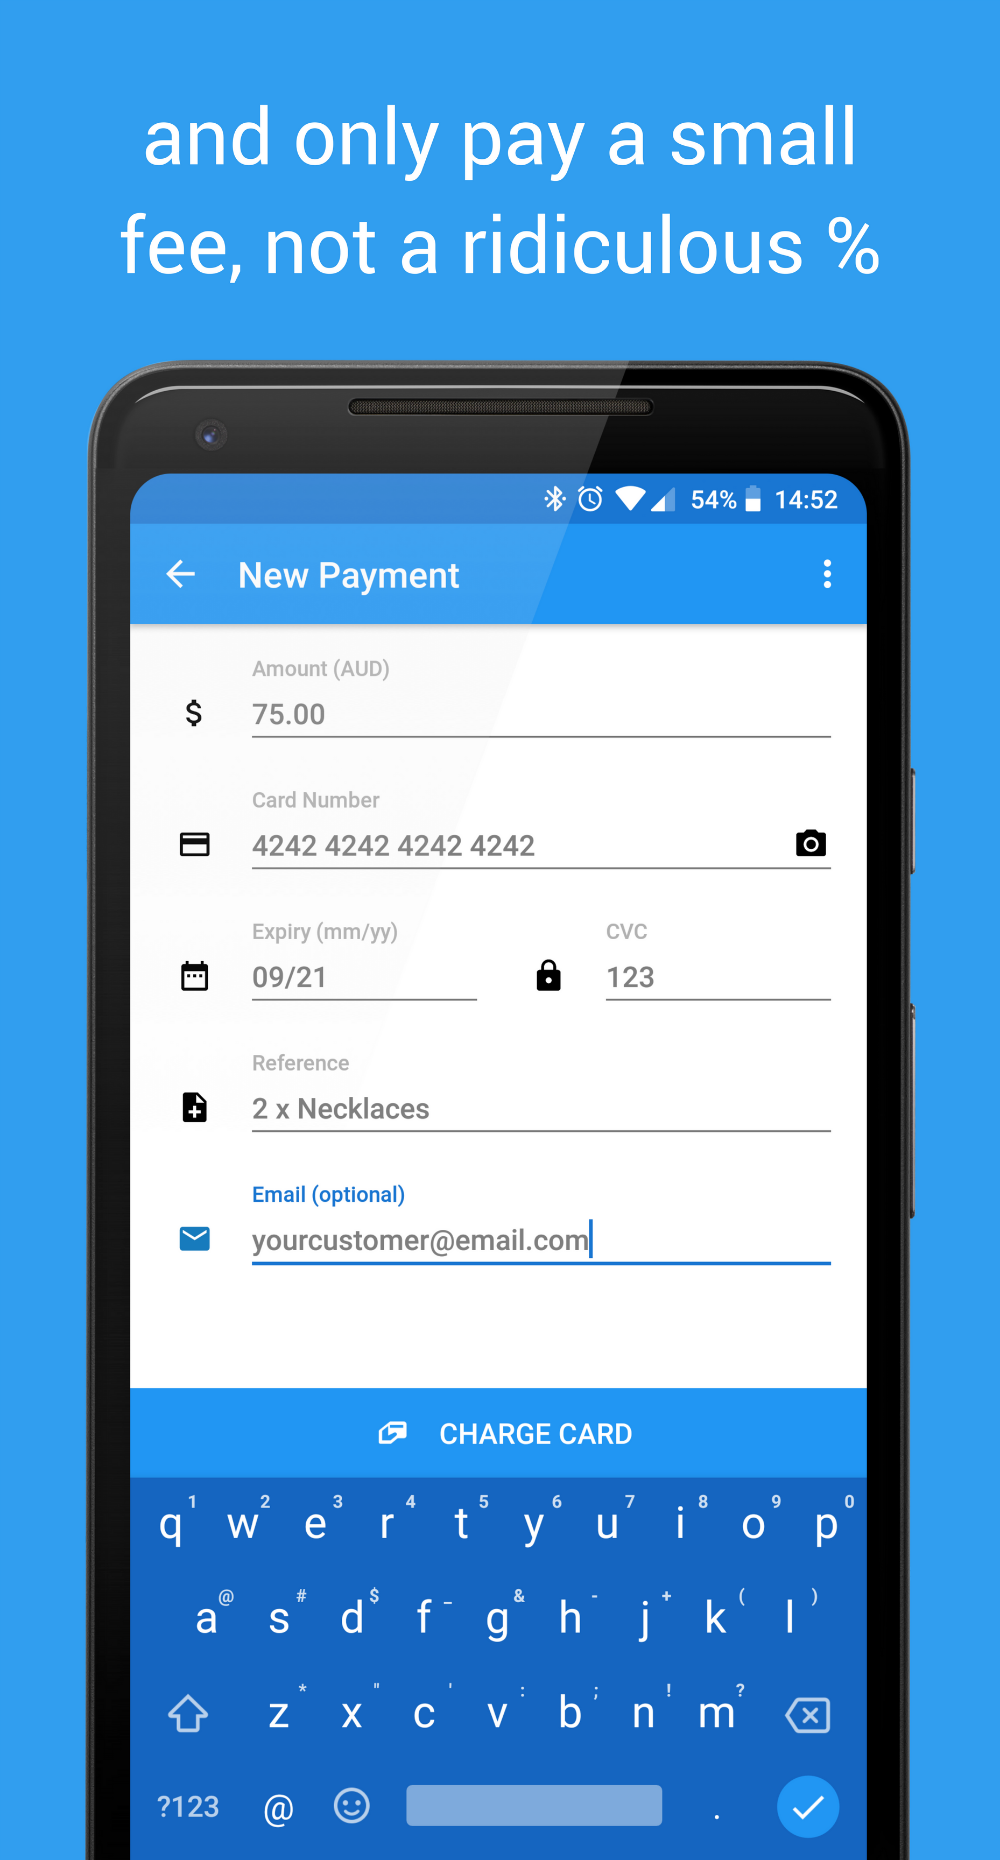 and only pay a small
fee, not a ridiculous %
54% 14:52
New Payment
Amount (AUD)
$ 75.00
Card Number
4242 4242 4242 4242
Expiry (mm/yy) CVC
09/21 123
Reference
2 x Necklaces
Email (optional)
yourcustomer@email.com
CHARGE CARD
1 2 3 4 5 6 7 8 9 0
q w e r t y u i o p
@ # $ _ & - + ( )
a s d f g h j k l
* " ' : ; ! ?
z x c v b n m
?123 @ .